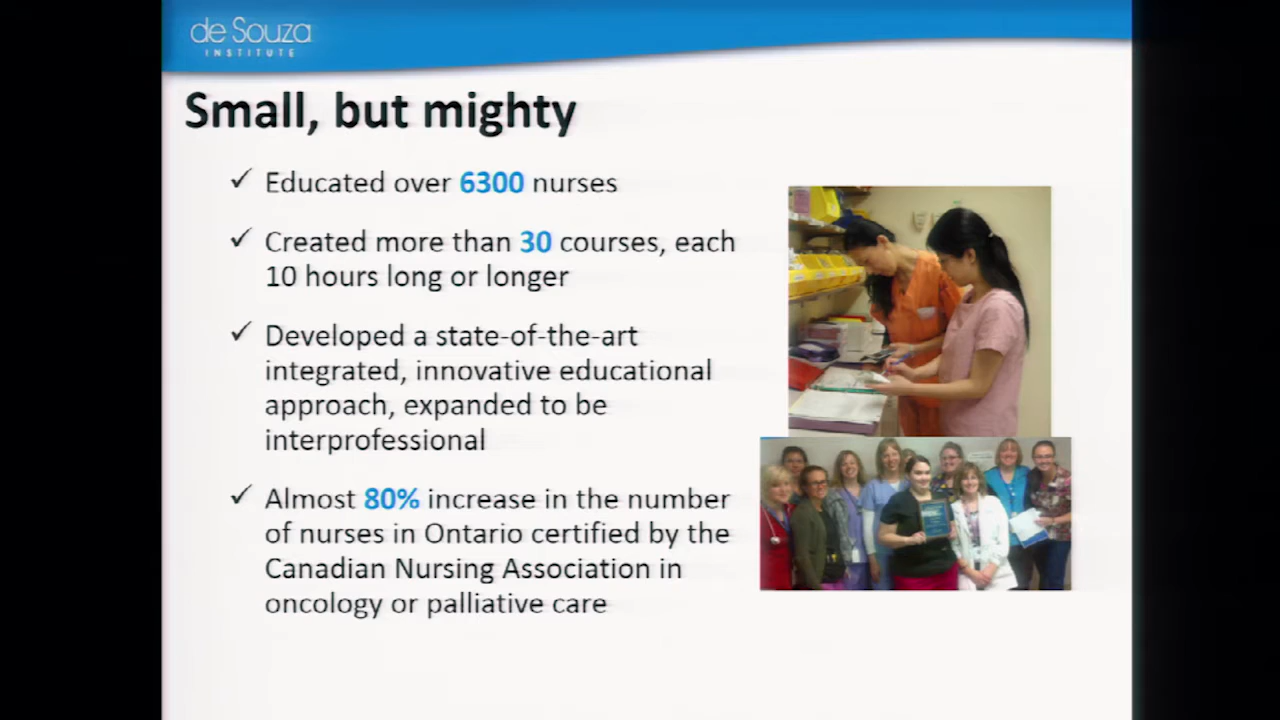 de Souza
INSTITUTE
Small, but mighty
✓ Educated over 6300 nurses
✓ Created more than 30 courses, each
10 hours long or longer
✓ Developed a state-of-the-art
integrated, innovative educational
approach, expanded to be
interprofessional
✓ Almost 80% increase in the number
of nurses in Ontario certified by the
Canadian Nursing Association in
oncology or palliative care